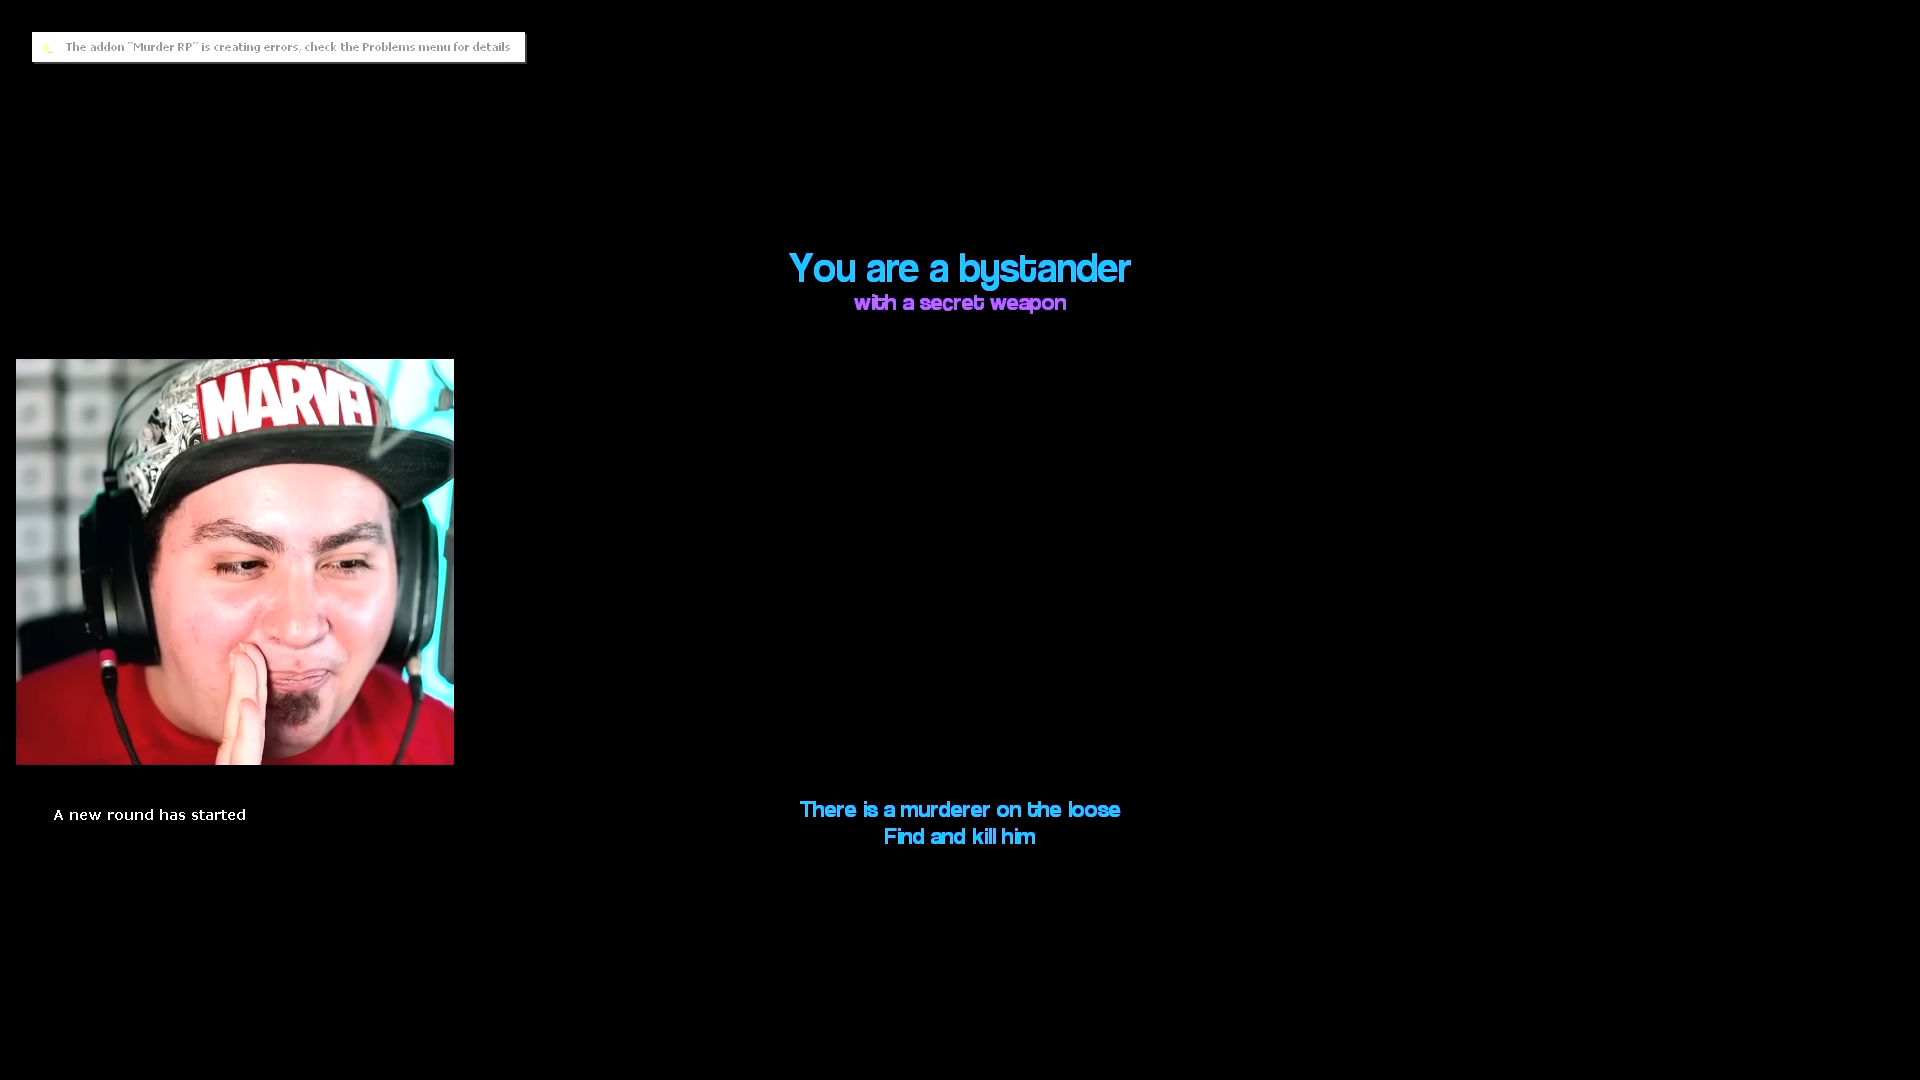 The addon "Murder RP" is creating errors, check the Problems menu for details
You are a bystander
with a secret weapon
MARVEL
A new round has started
There is a murderer on the loose
Find and kill him